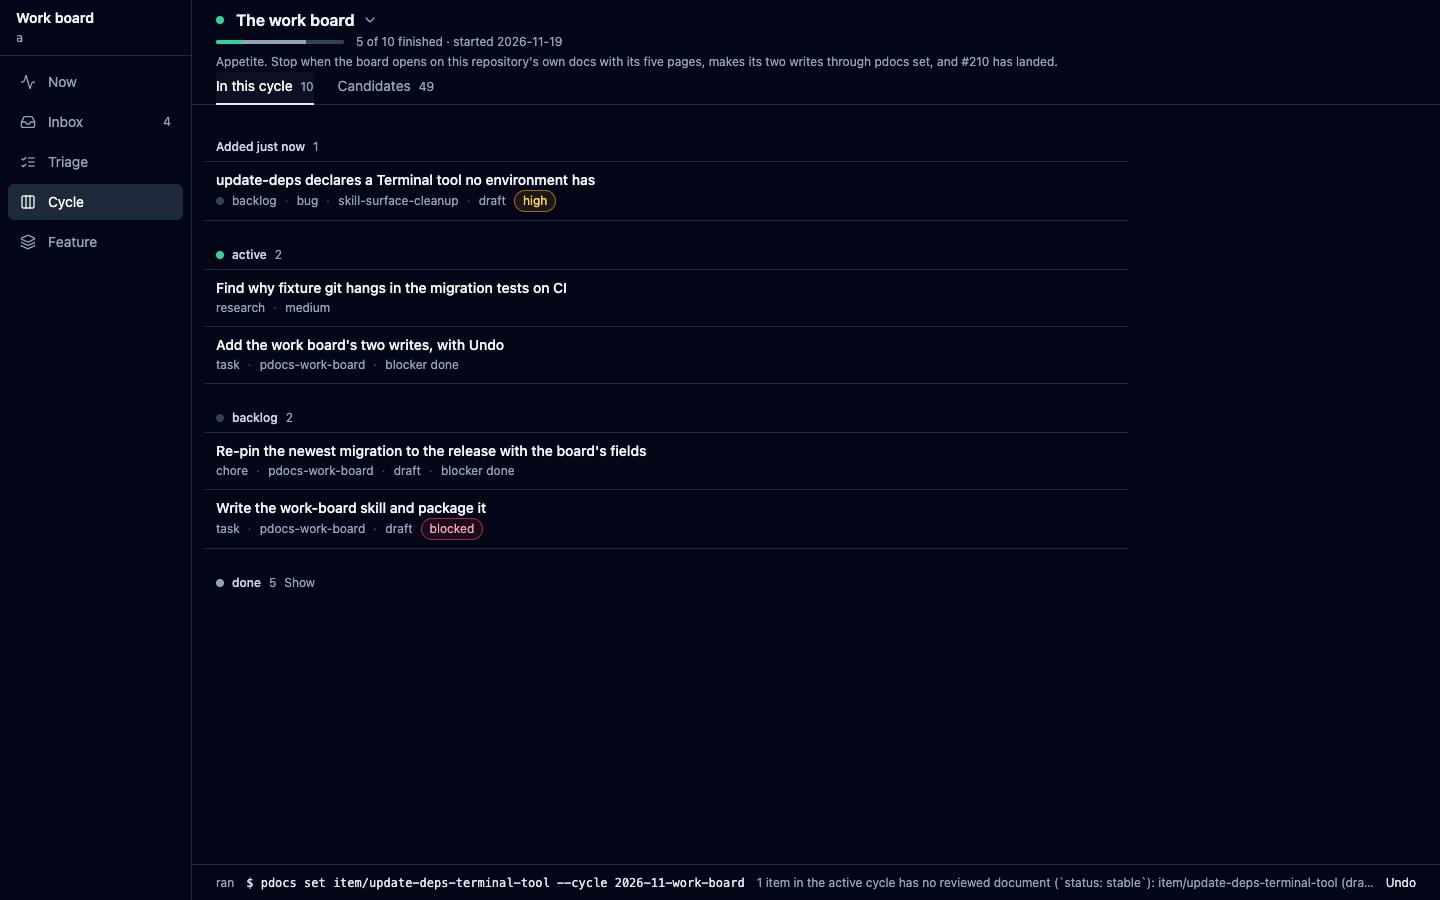 Work board
a
Now
Inbox 4
Triage
Cycle
Feature
The work board
5 of 10 finished · started 2026-11-19
Appetite. Stop when the board opens on this repository's own docs with its five pages, makes its two writes through pdocs set, and #210 has landed.
In this cycle 10 Candidates 49
Added just now 1
update-deps declares a Terminal tool no environment has
backlog · bug · skill-surface-cleanup · draft high
active 2
Find why fixture git hangs in the migration tests on CI
research · medium
Add the work board's two writes, with Undo
task · pdocs-work-board · blocker done
backlog 2
Re-pin the newest migration to the release with the board's fields
chore · pdocs-work-board · draft · blocker done
Write the work-board skill and package it
task · pdocs-work-board · draft blocked
done 5 Show
ran $ pdocs set item/update-deps-terminal-tool --cycle 2026-11-work-board 1 item in the active cycle has no reviewed document (`status: stable`): item/update-deps-terminal-tool (dra... Undo